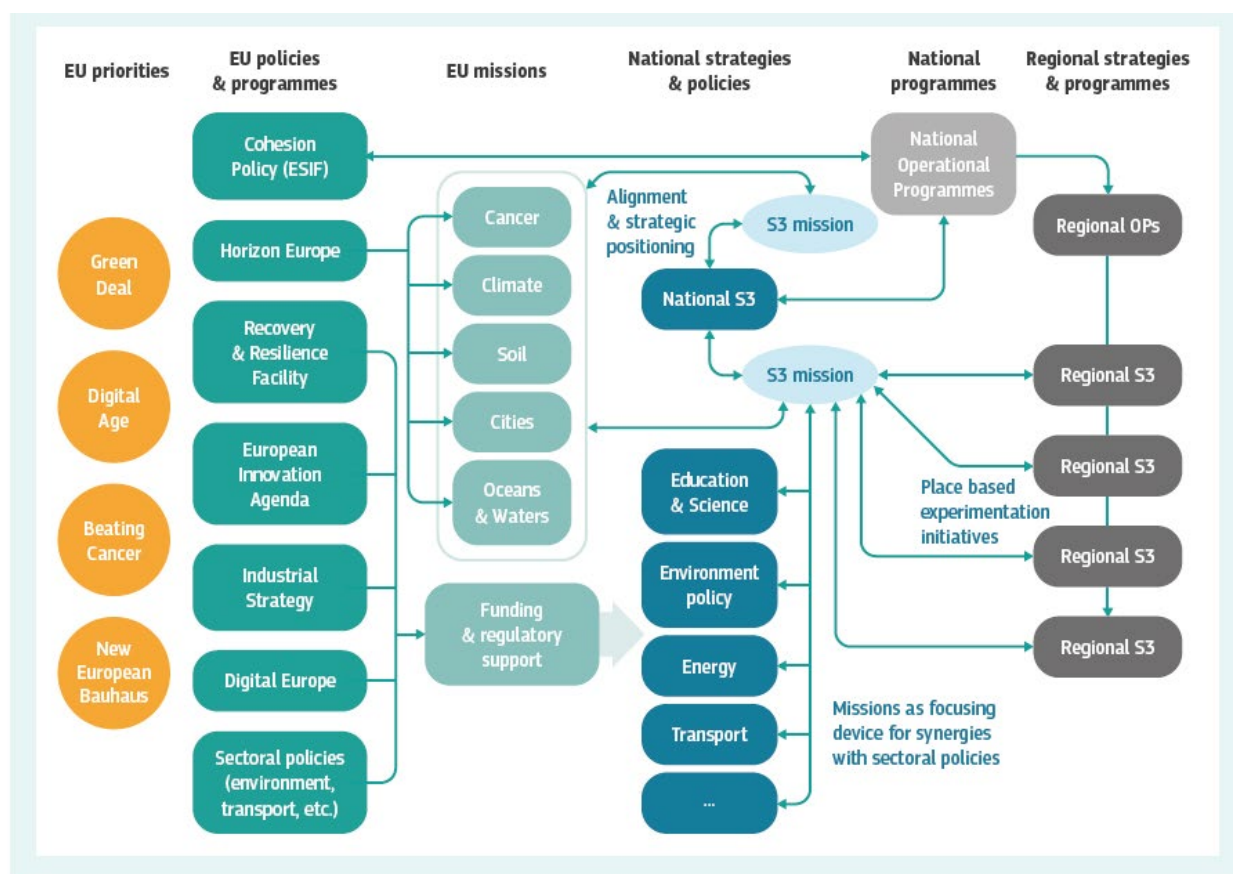 EU priorities
EU policies
& programmes
EU missions
National strategies
& policies
National
programmes
Regional strategies
& programmes
Green
Deal
Digital
Age
Beating
Cancer
New
European
Bauhaus
Cohesion
Policy (ESIF)
Horizon Europe
Recovery
& Resilience
Facility
European
Innovation
Agenda
Industrial
Strategy
Digital Europe
Sectoral policies
(environment,
transport, etc.)
Cancer
Climate
Soil
Cities
Oceans
& Waters
Funding
& regulatory
support
Alignment
& strategic
positioning
S3 mission
National S3
S3 mission
Education
& Science
Environment
policy
Energy
Transport
...
National
Operational
Programmes
Place based
experimentation
initiatives
Missions as focusing
device for synergies
with sectoral policies
Regional OPs
Regional S3
Regional S3
Regional S3
Regional S3